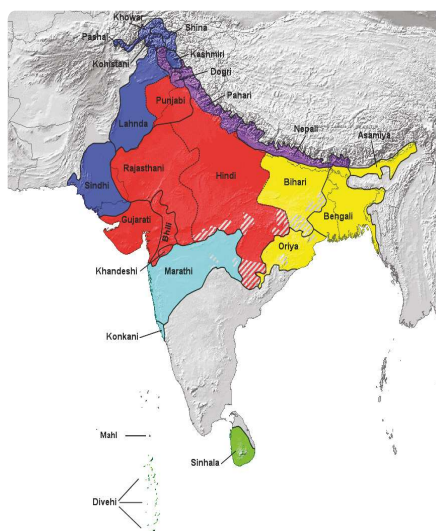 Khowar
Shina
Pashai
Kashmiri
Kohistani
Dogri
Punjabi
Pahari
Lahnda
Nepali
Asamiya
Rajasthani
Hindi
Bihari
Sindhi
Bengali
Gujarati
Bhili
Oriya
Khandeshi
Marathi
Konkani
Mahl
Sinhala
Divehi